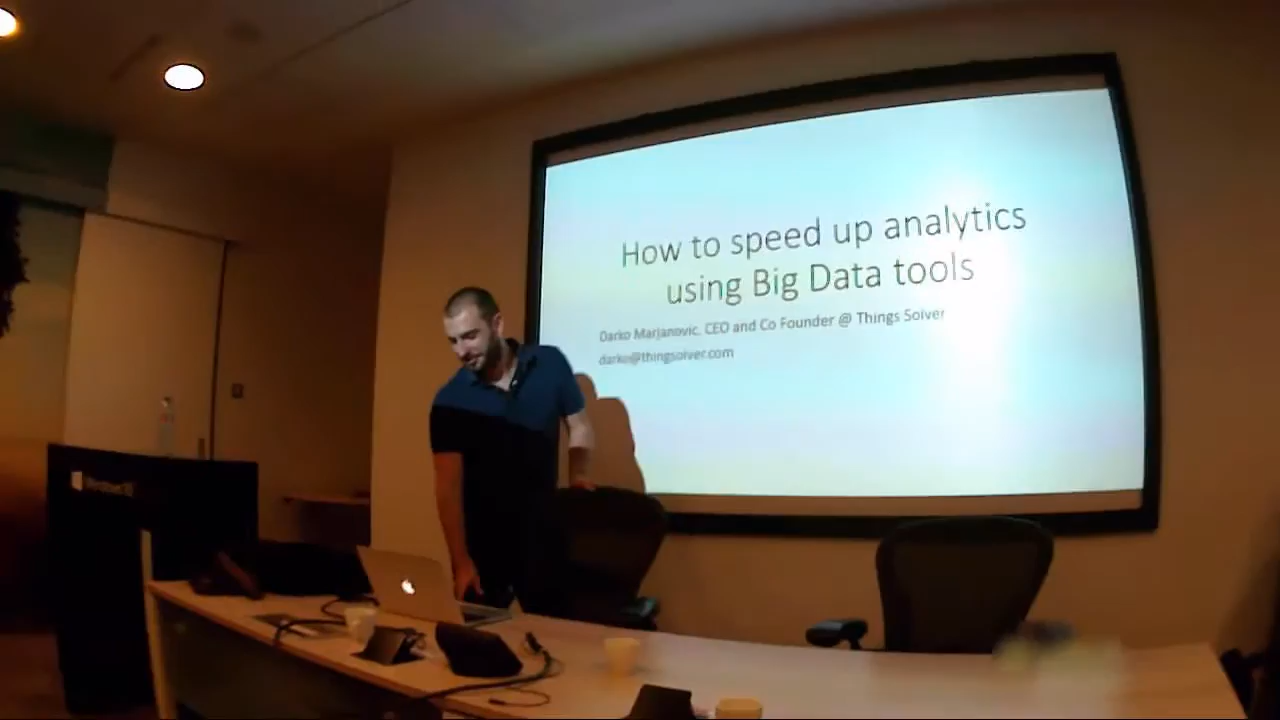 How to speed up analytics
using Big Data tools
Darko Marjanovic, CEO and Co Founder @ Things Solver
darko@thingsolver.com